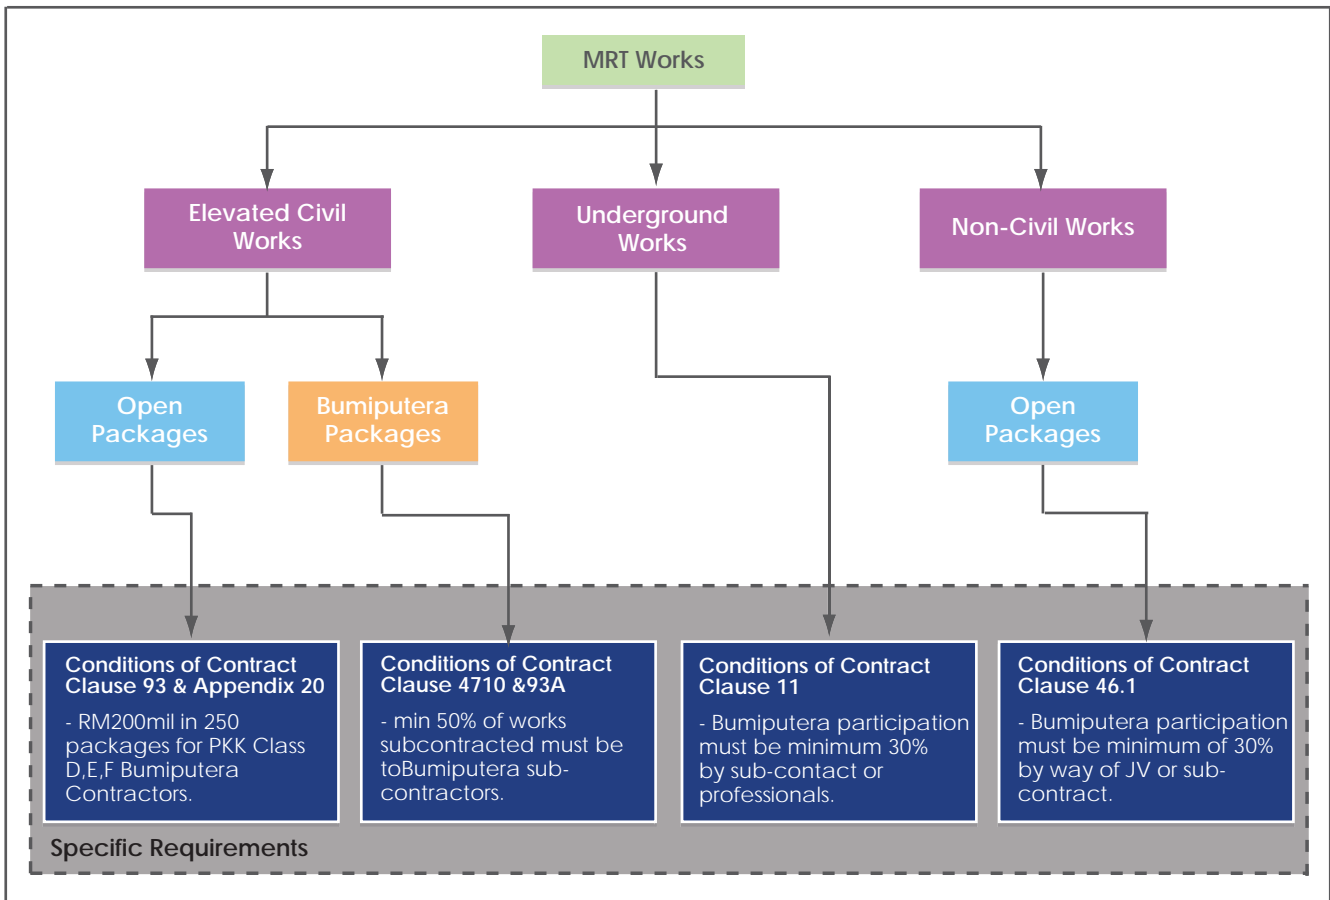 MRT Works
Elevated Civil
Works
Underground
Works
Non-Civil Works
Open
Packages
Bumiputera
Packages
Open
Packages
Conditions of Contract
Clause 93 & Appendix 20
- RM200mil in 250
packages for PKK Class
D,E,F Bumiputera
Contractors.
Conditions of Contract
Clause 4710 &93A
- min 50% of works
subcontracted must be
toBumiputera sub-
contractors.
Conditions of Contract
Clause 11
- Bumiputera participation
must be minimum 30%
by sub-contact or
professionals.
Conditions of Contract
Clause 46.1
- Bumiputera participation
must be minimum of 30%
by way of JV or sub-
contract.
Specific Requirements